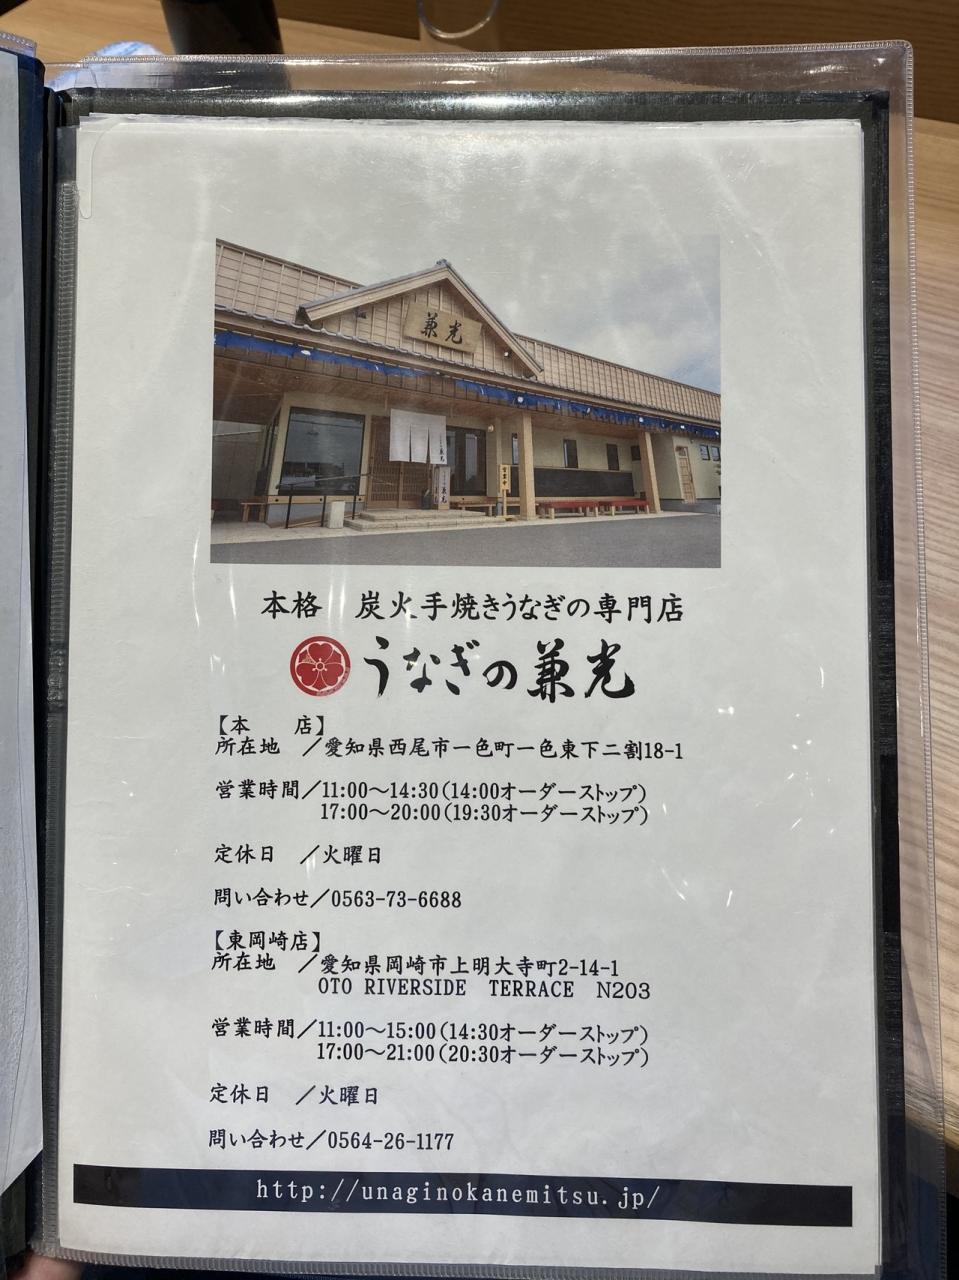 兼光
兼光
営業中
兼光
本格　炭火手焼きうなぎの専門店
うなぎの兼光
【本　　店】
所在地　／愛知県西尾市一色町一色東下二割18-1
営業時間／11:00～14:30(14:00オーダーストップ)
17:00～20:00(19:30オーダーストップ)
定休日　／火曜日
問い合わせ／0563-73-6688
【東岡崎店】
所在地　／愛知県岡崎市上明大寺町2-14-1
OTO RIVERSIDE　TERRACE　N203
営業時間／11:00～15:00(14:30オーダーストップ)
17:00～21:00(20:30オーダーストップ)
定休日　／火曜日
問い合わせ／0564-26-1177
http://unaginokanemitsu.jp/